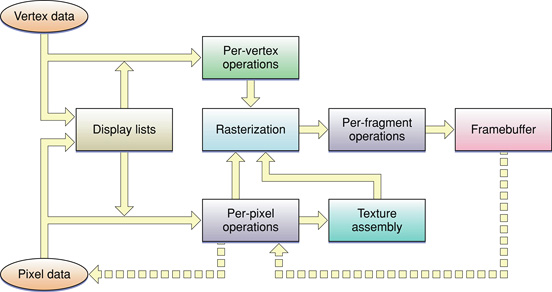 Vertex data
Per-vertex
operations
Display lists
Rasterization
Per-fragment
operations
Framebuffer
Per-pixel
operations
Texture
assembly
Pixel data